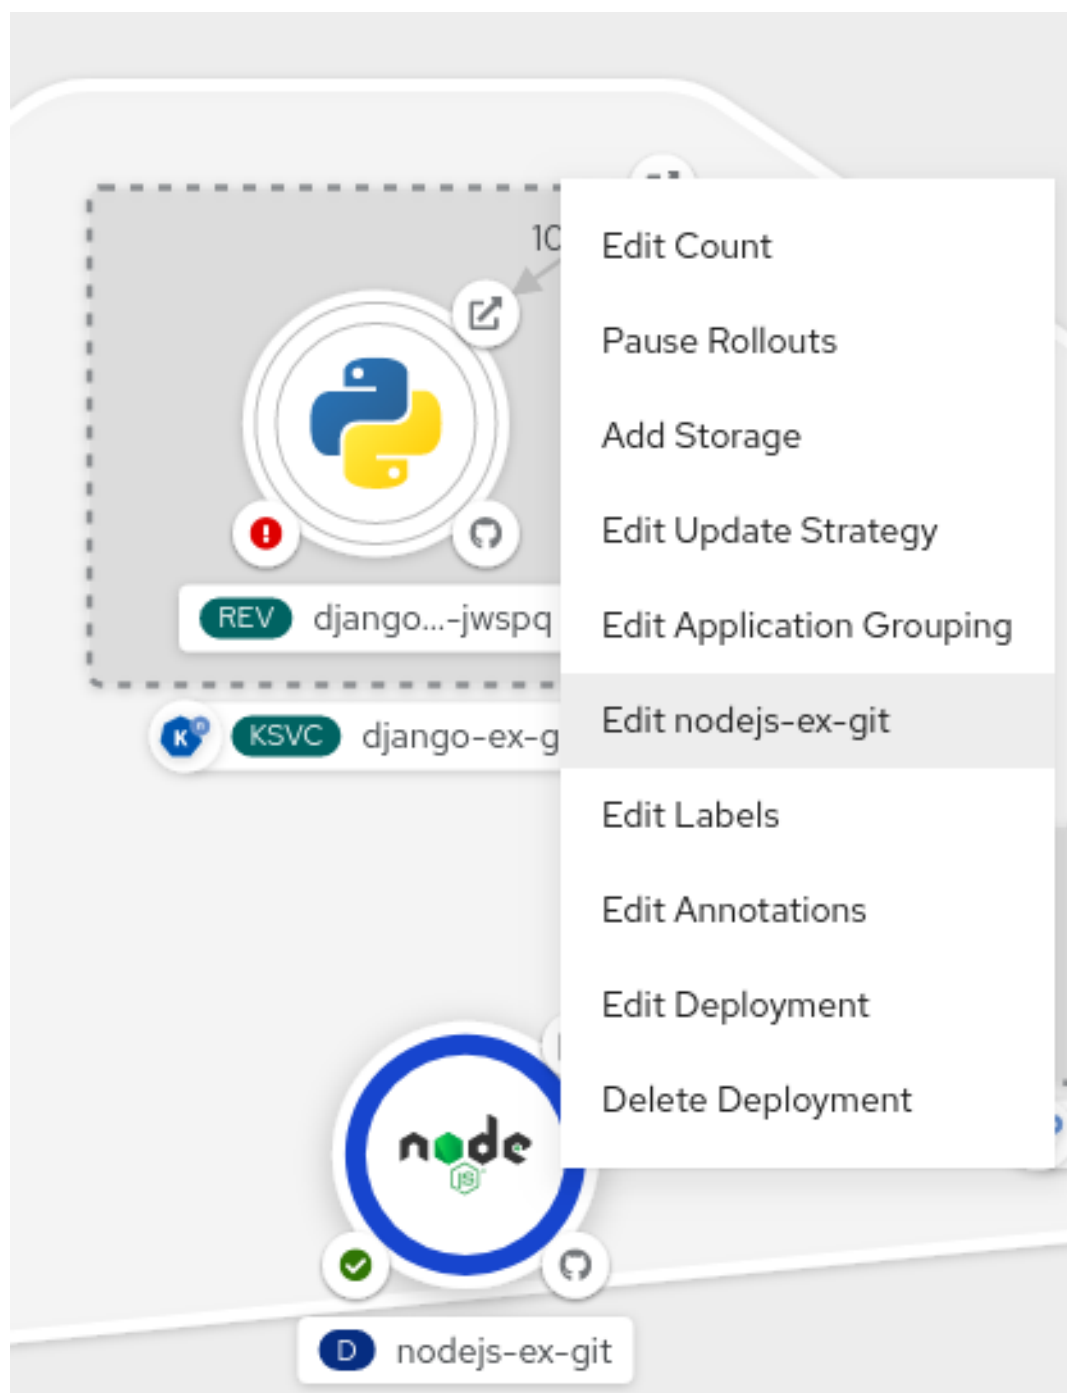 10
Edit Count
Pause Rollouts
Add Storage
Edit Update Strategy
REV django...-jwspq
Edit Application Grouping
KSVC django-ex-g
Edit nodejs-ex-git
Edit Labels
Edit Annotations
Edit Deployment
Delete Deployment
node
JS
D nodejs-ex-git